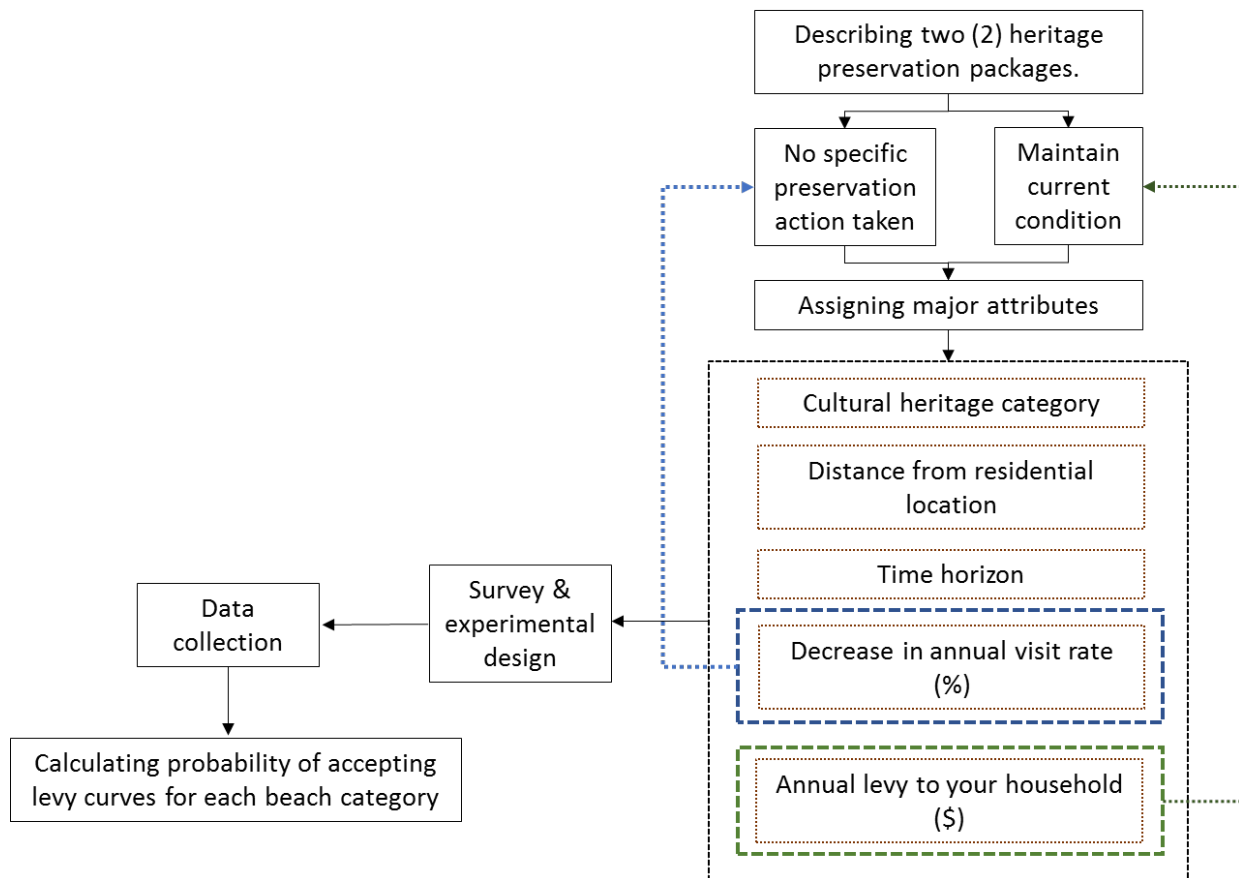 Describing two (2) heritage
preservation packages.
No specific
preservation
action taken
Maintain
current
condition
Assigning major attributes
Cultural heritage category
Distance from residential
location
Time horizon
Decrease in annual visit rate
(%)
Annual levy to your household
($)
Survey &
experimental
design
Data
collection
Calculating probability of accepting
levy curves for each beach category